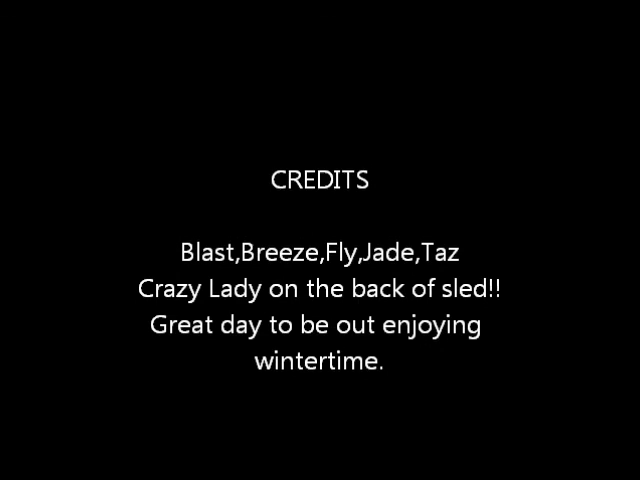 CREDITS
Blast,Breeze,Fly,Jade,Taz
Crazy Lady on the back of sled!!
Great day to be out enjoying
wintertime.